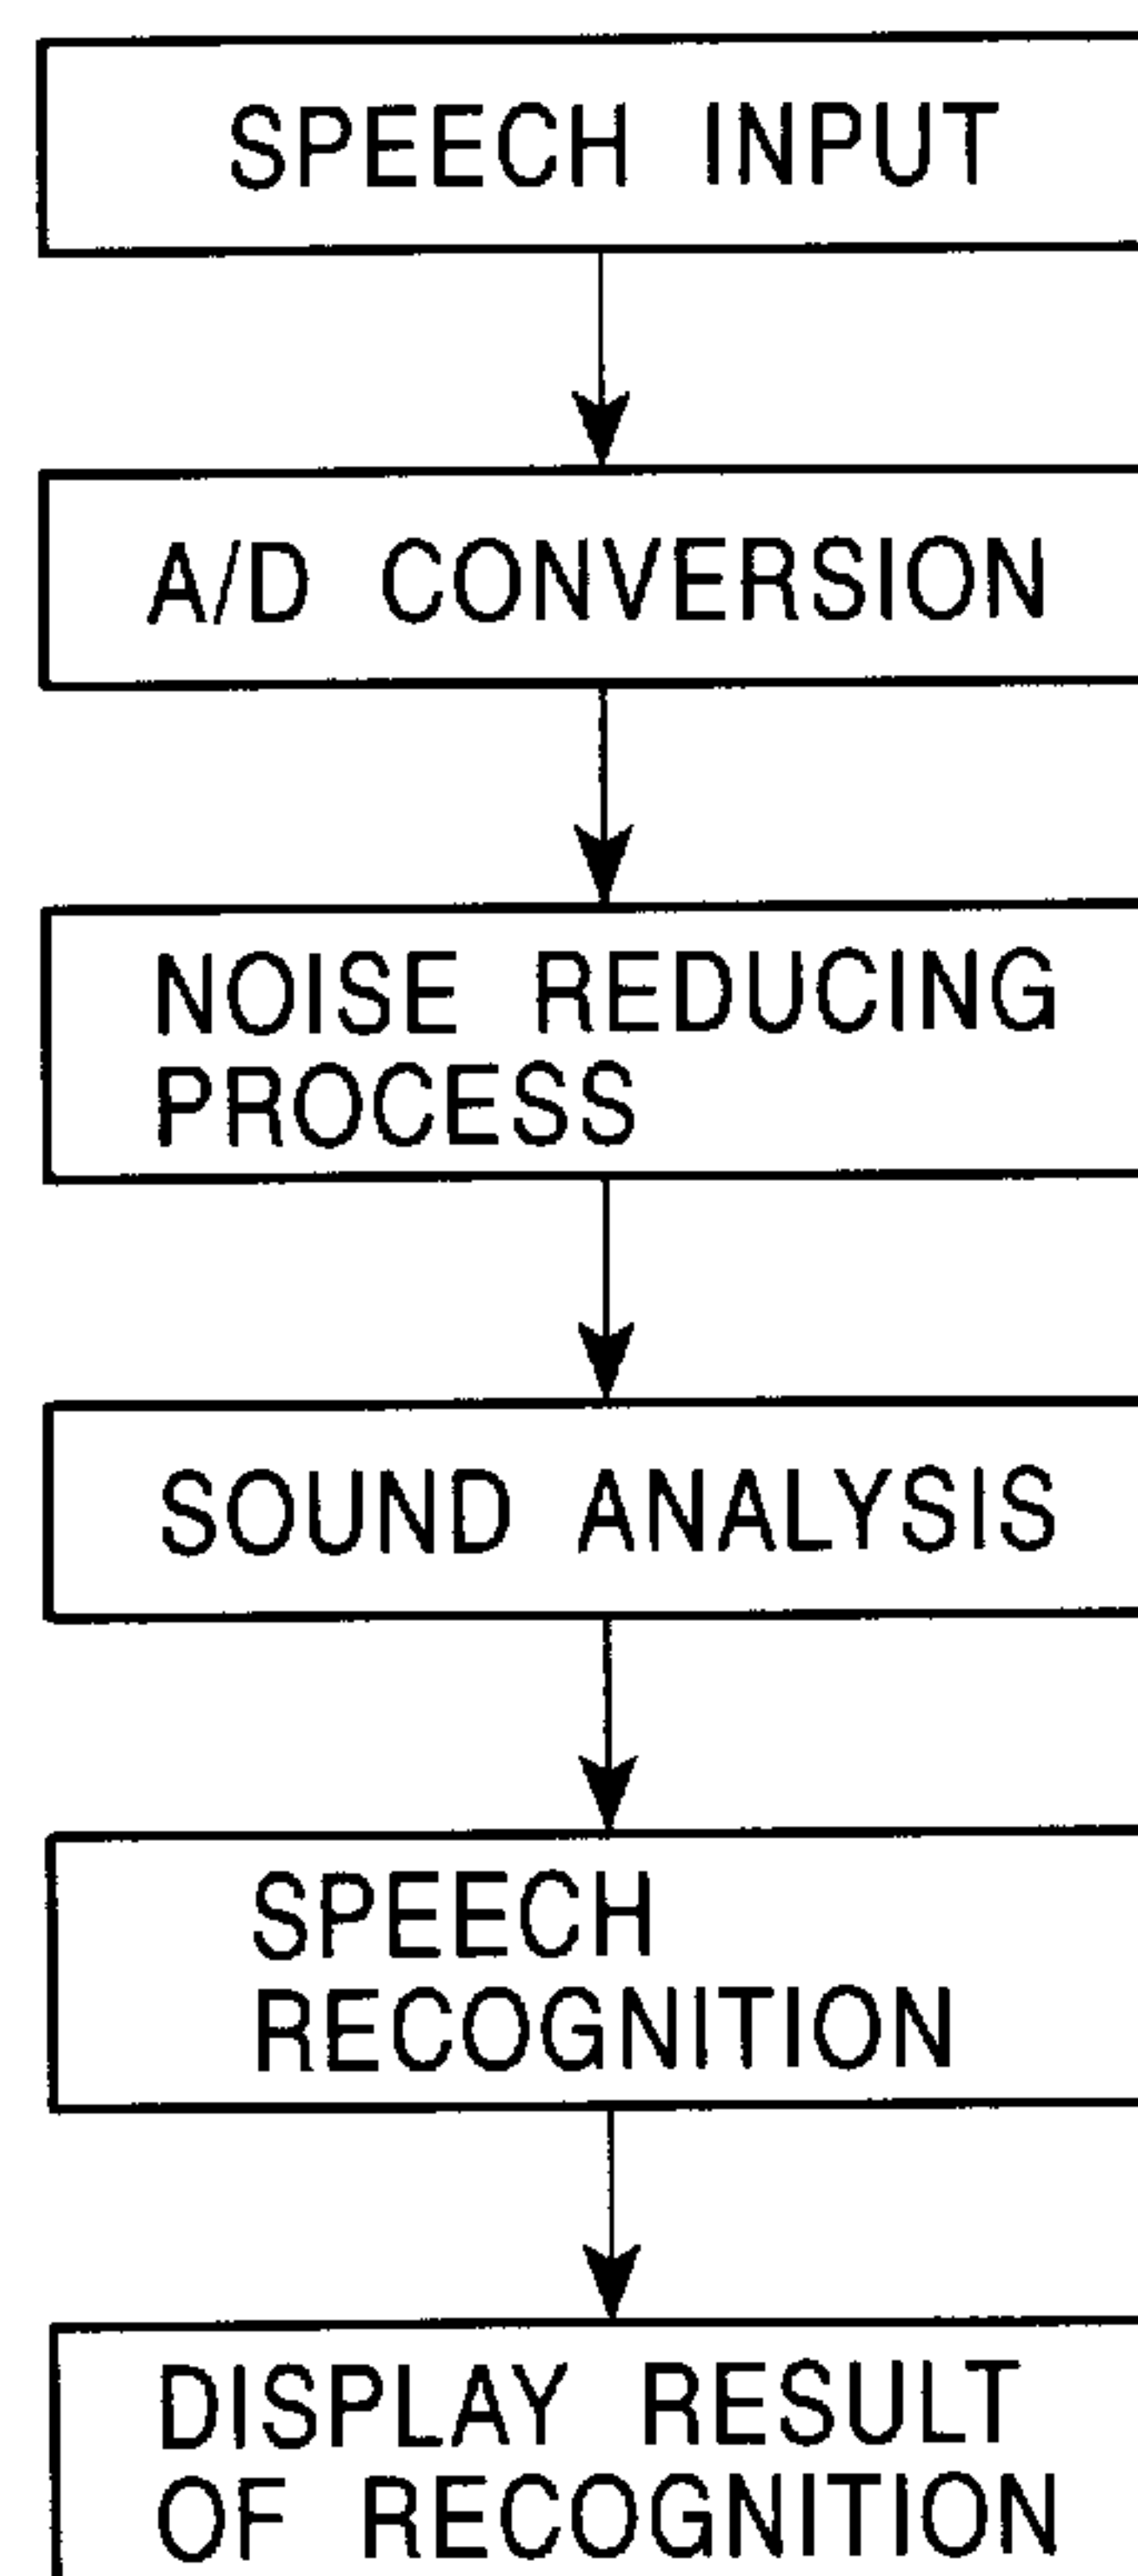 SPEECH INPUT
A/D CONVERSION
NOISE REDUCING
PROCESS
SOUND ANALYSIS
SPEECH
RECOGNITION
DISPLAY RESULT
OF RECOGNITION